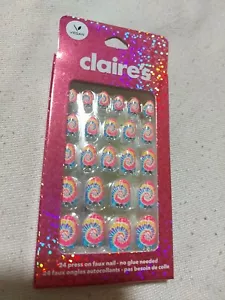 VEGAN
claire's
24 press on faux nail - no glue needed
24 faux ongles autocollants - pas besoin de colle